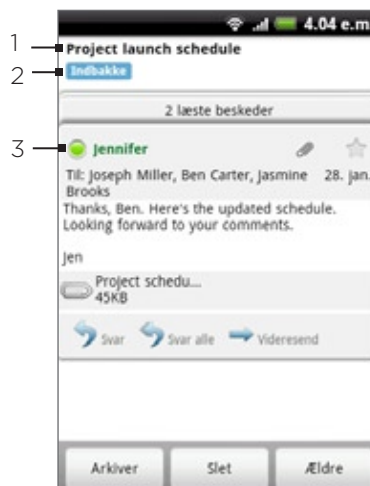 4.04 e.m
1 Project launch schedule
2 Indbakke
2 læste beskeder
3 Jennifer
Til: Joseph Miller, Ben Carter, Jasmine 28. jan.
Brooks
Thanks, Ben. Here's the updated schedule.
Looking forward to your comments.
Jen
Project schedu...
45KB
Svar Svar alle Videresend
Arkiver Slet Ældre